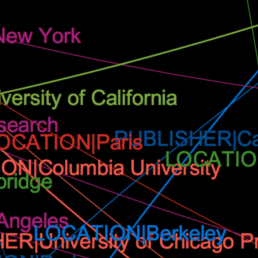 New York
versity of California
search
OCATION|Paris
PUBLISHER|Ca
LOCATIO
ON|Columbia University
bridge
Angeles
LOCATION|Berkeley
HER|University of Chicago Pr